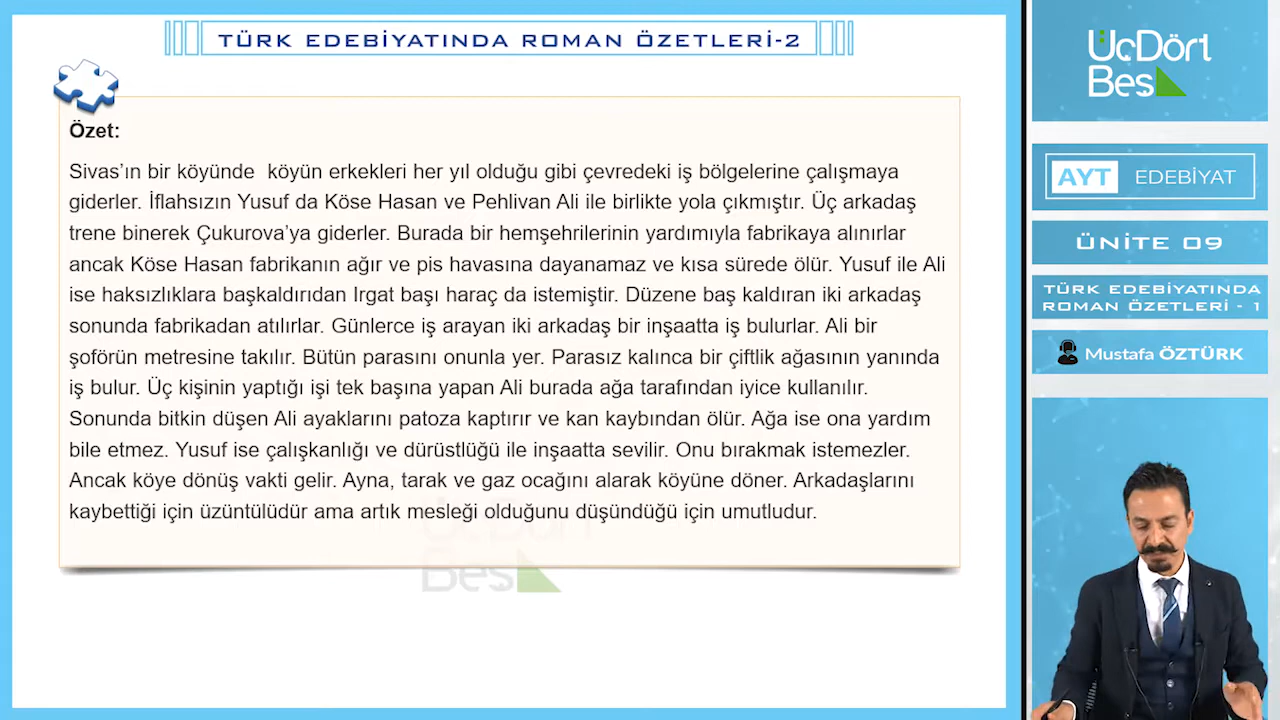 TÜRK EDEBİYATINDA ROMAN ÖZETLERİ-2
Özet:
Sivas’ın bir köyünde köyün erkekleri her yıl olduğu gibi çevredeki iş bölgelerine çalışmaya
giderler. İflahsızın Yusuf da Köse Hasan ve Pehlivan Ali ile birlikte yola çıkmıştır. Üç arkadaş
trene binerek Çukurova’ya giderler. Burada bir hemşehrilerinin yardımıyla fabrikaya alınırlar
ancak Köse Hasan fabrikanın ağır ve pis havasına dayanamaz ve kısa sürede ölür. Yusuf ile Ali
ise haksızlıklara başkaldırıdan Irgat başı haraç da istemiştir. Düzene baş kaldıran iki arkadaş
sonunda fabrikadan atılırlar. Günlerce iş arayan iki arkadaş bir inşaatta iş bulurlar. Ali bir
şoförün metresine takılır. Bütün parasını onunla yer. Parasız kalınca bir çiftlik ağasının yanında
iş bulur. Üç kişinin yaptığı işi tek başına yapan Ali burada ağa tarafından iyice kullanılır.
Sonunda bitkin düşen Ali ayaklarını patoza kaptırır ve kan kaybından ölür. Ağa ise ona yardım
bile etmez. Yusuf ise çalışkanlığı ve dürüstlüğü ile inşaatta sevilir. Onu bırakmak istemezler.
Ancak köye dönüş vakti gelir. Ayna, tarak ve gaz ocağını alarak köyüne döner. Arkadaşlarını
kaybettiği için üzüntülüdür ama artık mesleği olduğunu düşündüğü için umutludur.
ÜçDört
Beş
ÜçDört
Beş
AYT EDEBİYAT
ÜNİTE 09
TÜRK EDEBİYATINDA
ROMAN ÖZETLERİ - 1
Mustafa ÖZTÜRK